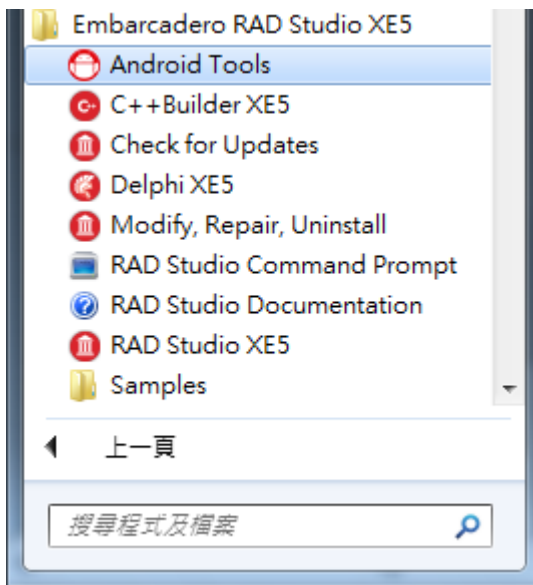 Embarcadero RAD Studio XE5
Android Tools
C++Builder XE5
Check for Updates
Delphi XE5
Modify, Repair, Uninstall
RAD Studio Command Prompt
RAD Studio Documentation
RAD Studio XE5
Samples
上一頁
搜尋程式及檔案